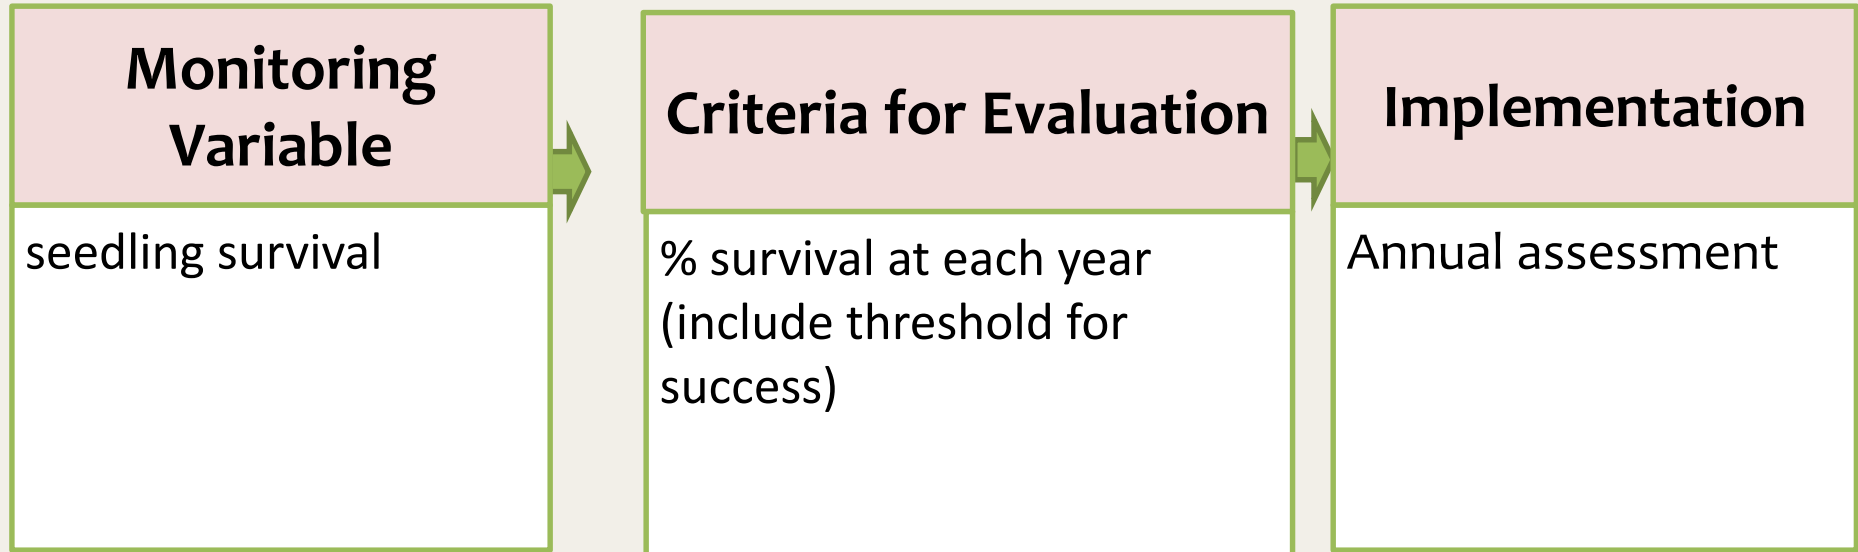 Monitoring
Variable
seedling survival
Criteria for Evaluation
% survival at each year
(include threshold for
success)
Implementation
Annual assessment